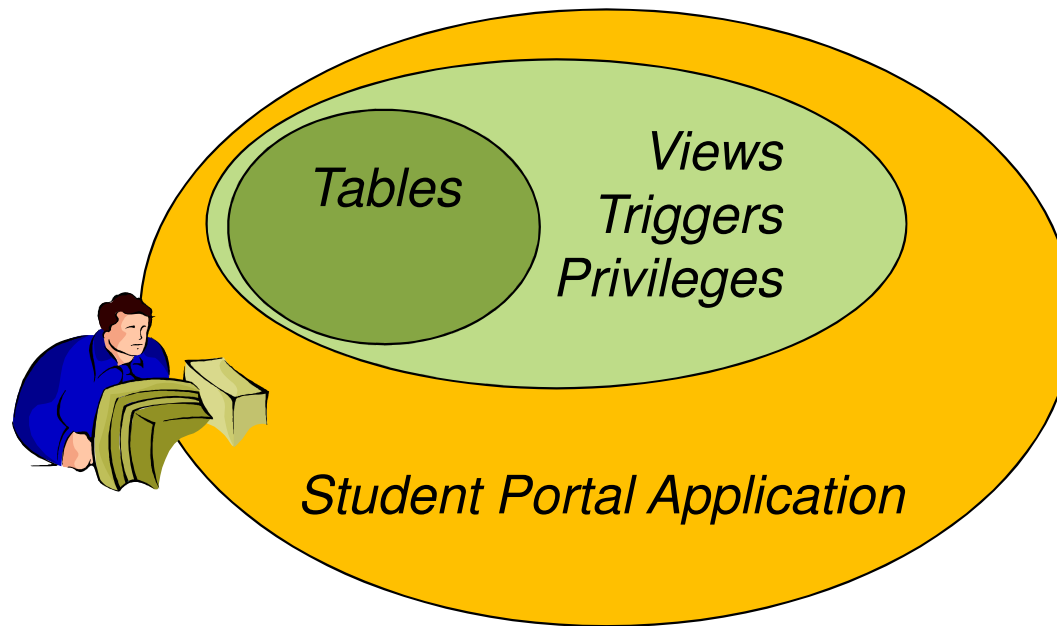 Tables
Views
Triggers
Privileges
Student Portal Application